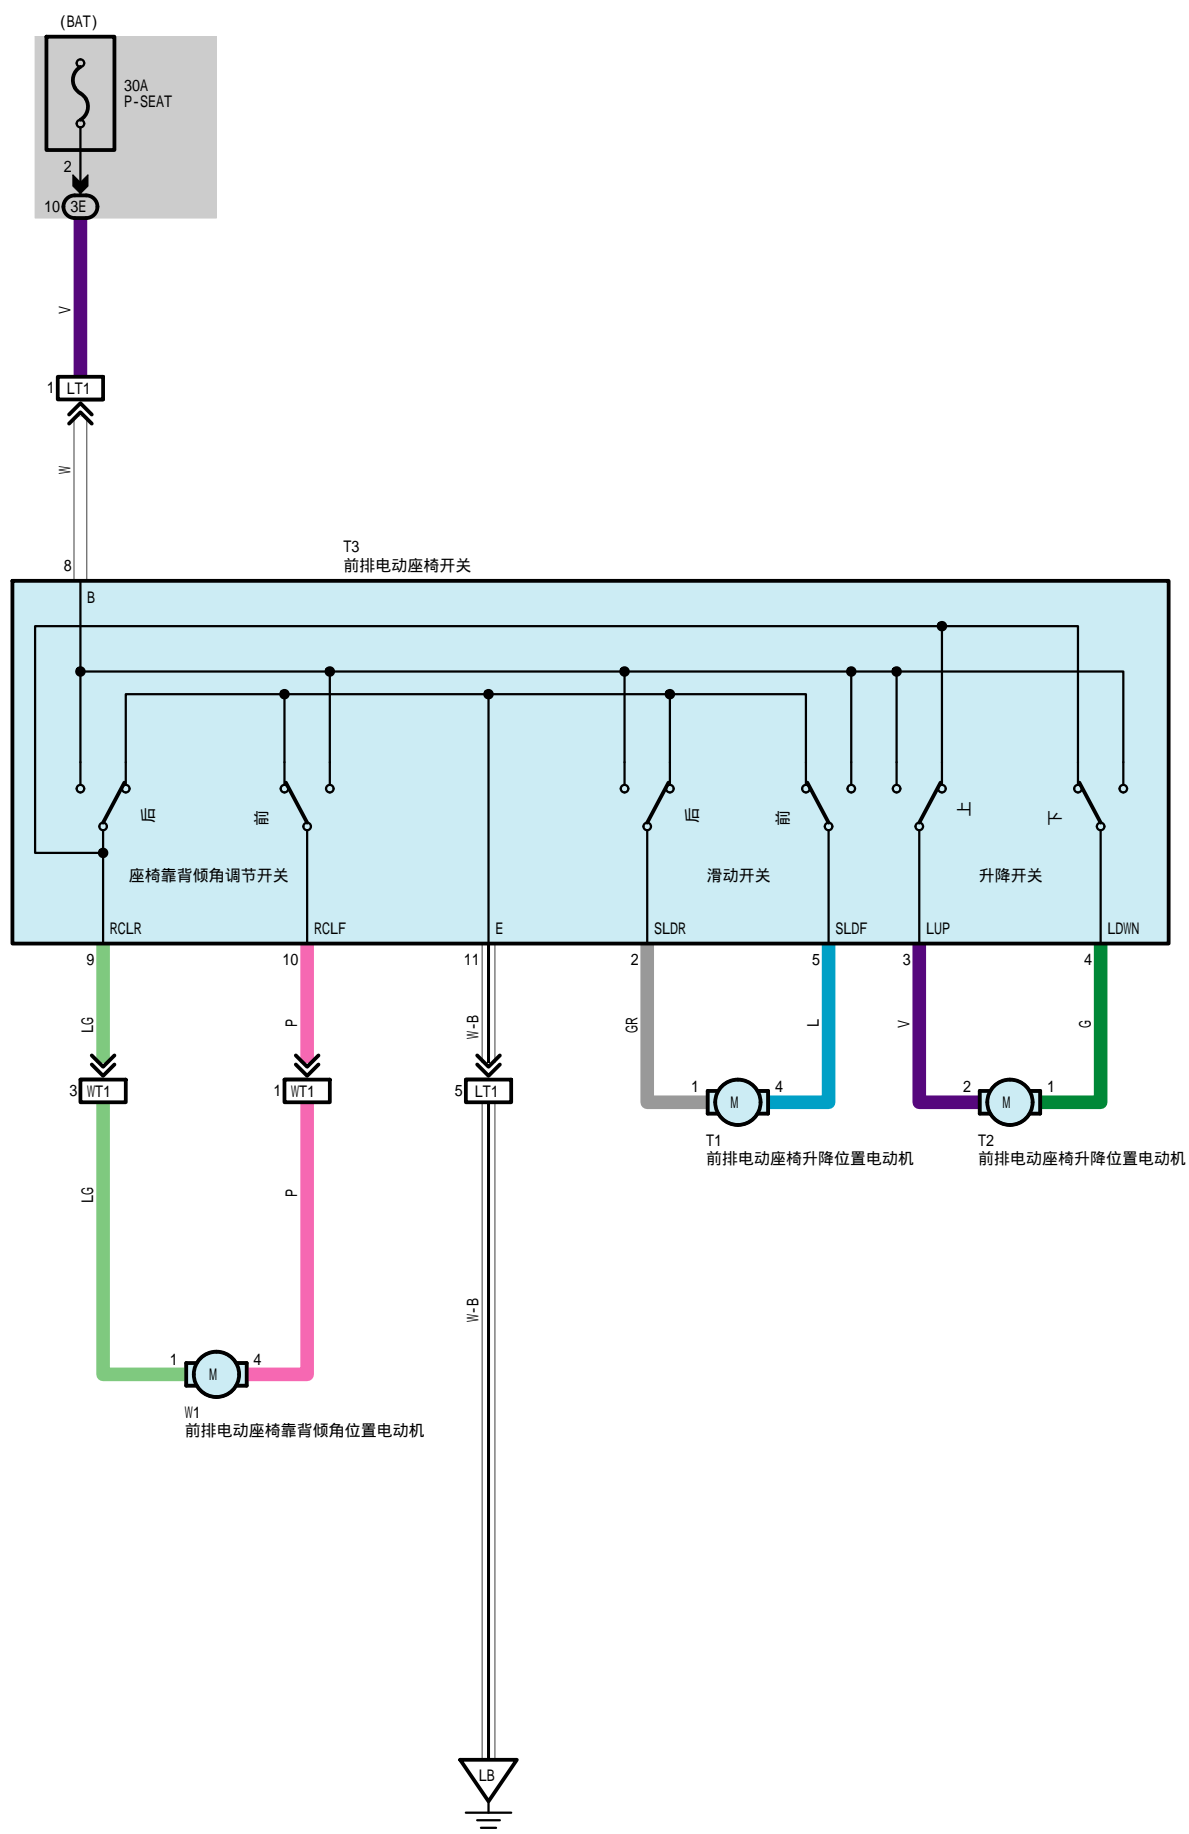 (BAT)
30A
P-SEAT
2
10 3E
V
1 LT1
W
T3
前排电动座椅开关
8
B
后 前 后 前 上 下
座椅靠背倾角调节开关 滑动开关 升降开关
RCLR RCLF E SLDR SLDF LUP LDWN
9 10 11 2 5 3 4
LG P W-B GR L V G
3 WT1 1 WT1 5 LT1 1 M 4 2 M 1
T1 T2
前排电动座椅升降位置电动机 前排电动座椅升降位置电动机
LG P
W-B
1 M 4
W1
前排电动座椅靠背倾角位置电动机
LB